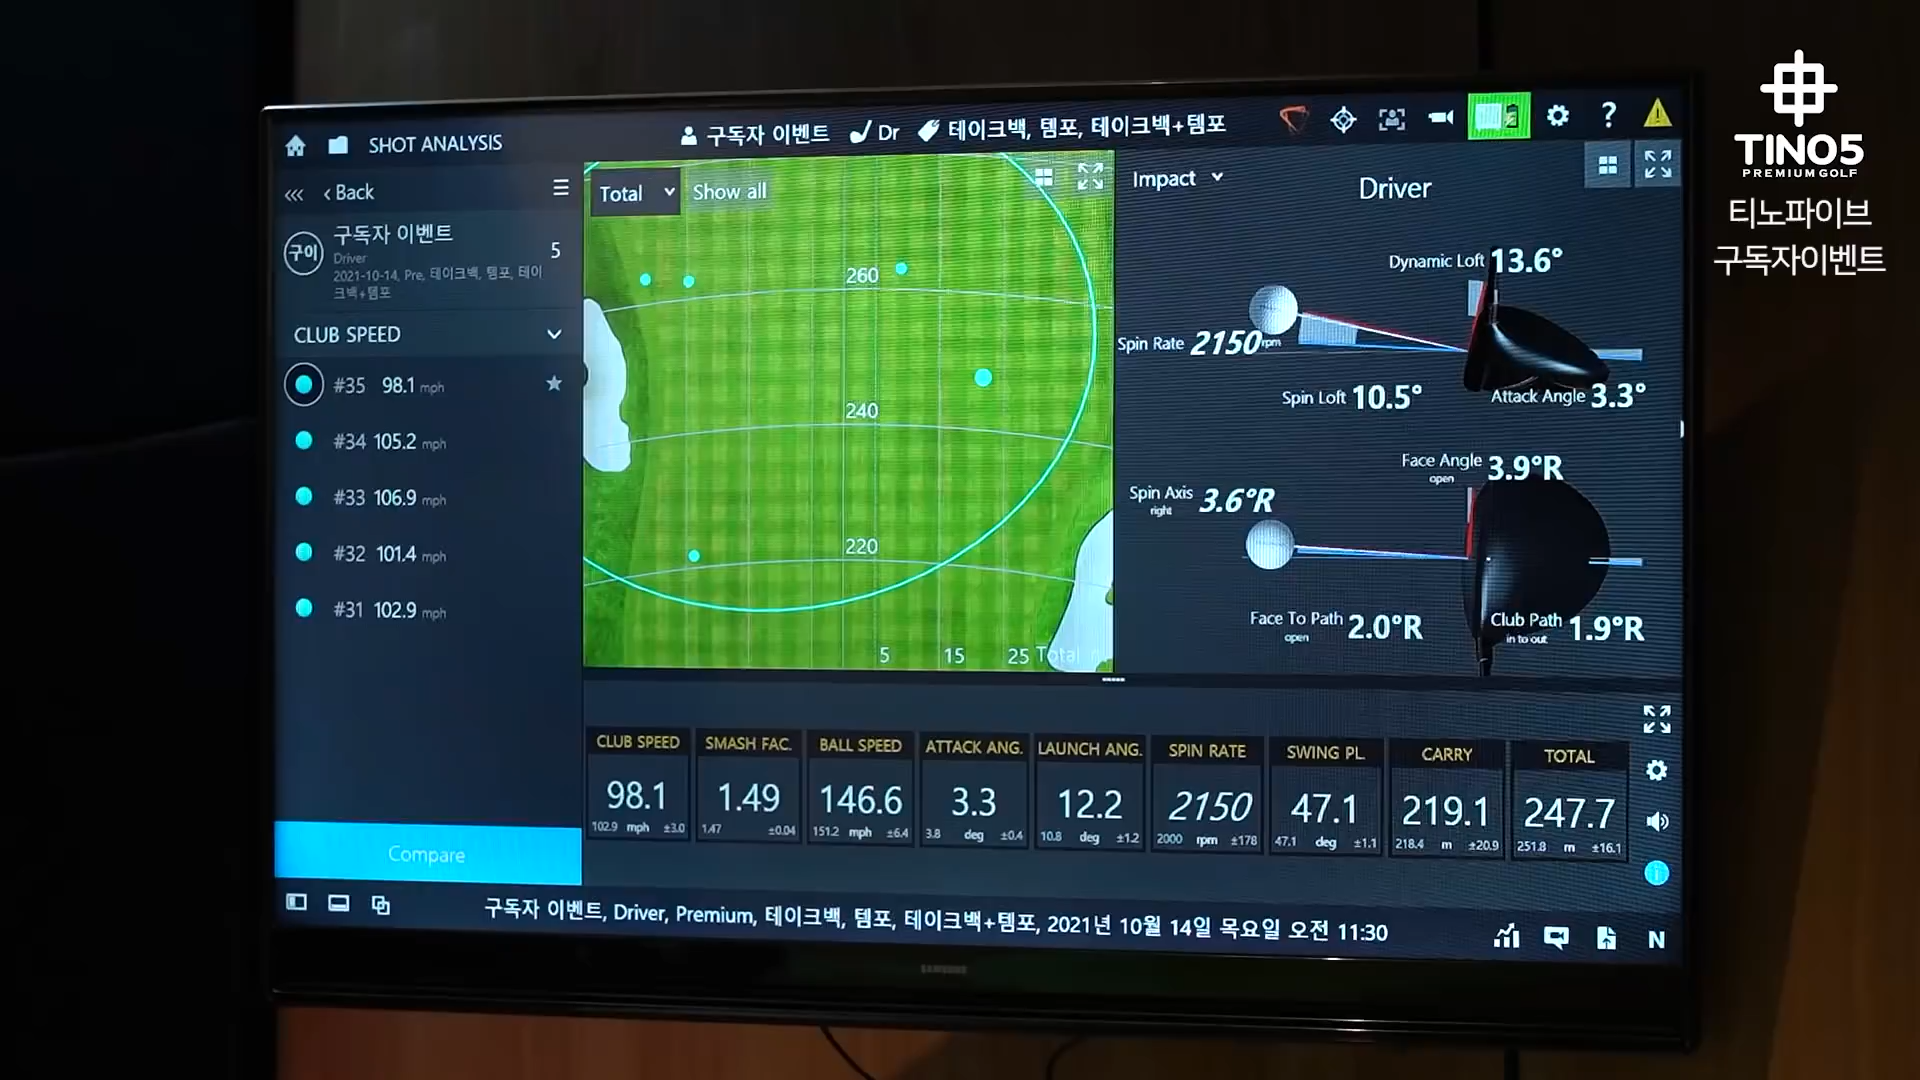 SHOT ANALYSIS
구독자 이벤트 Dr 테이크백, 템포, 테이크백+템포
?
TINO5
PREMIUM GOLF
티노파이브
구독자이벤트
Back
구이
구독자 이벤트
5
Driver
2021-10-14, Pre, 테이크백, 템포, 테이
크백+템포
CLUB SPEED
#35 98.1 mph
#34 105.2 mph
#33 106.9 mph
#32 101.4 mph
#31 102.9 mph
Compare
Total Show all
260
240
220
5 15 25 Total
Impact
Driver
Dynamic Loft 13.6°
Spin Rate 2150 rpm
Spin Loft 10.5°
Attack Angle 3.3°
Face Angle 3.9°R
open
Spin Axis 3.6°R
right
Face To Path 2.0°R
open
Club Path 1.9°R
in to out
CLUB SPEED
98.1
102.9 mph ±3.0
SMASH FAC.
1.49
1.47 ±0.04
BALL SPEED
146.6
151.2 mph ±6.4
ATTACK ANG.
3.3
3.8 deg ±0.4
LAUNCH ANG.
12.2
10.8 deg ±1.2
SPIN RATE
2150
2000 rpm ±178
SWING PL.
47.1
47.1 deg ±1.1
CARRY
219.1
218.4 m ±20.9
TOTAL
247.7
251.8 m ±16.1
구독자 이벤트, Driver, Premium, 테이크백, 템포, 테이크백+템포, 2021년 10월 14일 목요일 오전 11:30
N
SAMSUNG